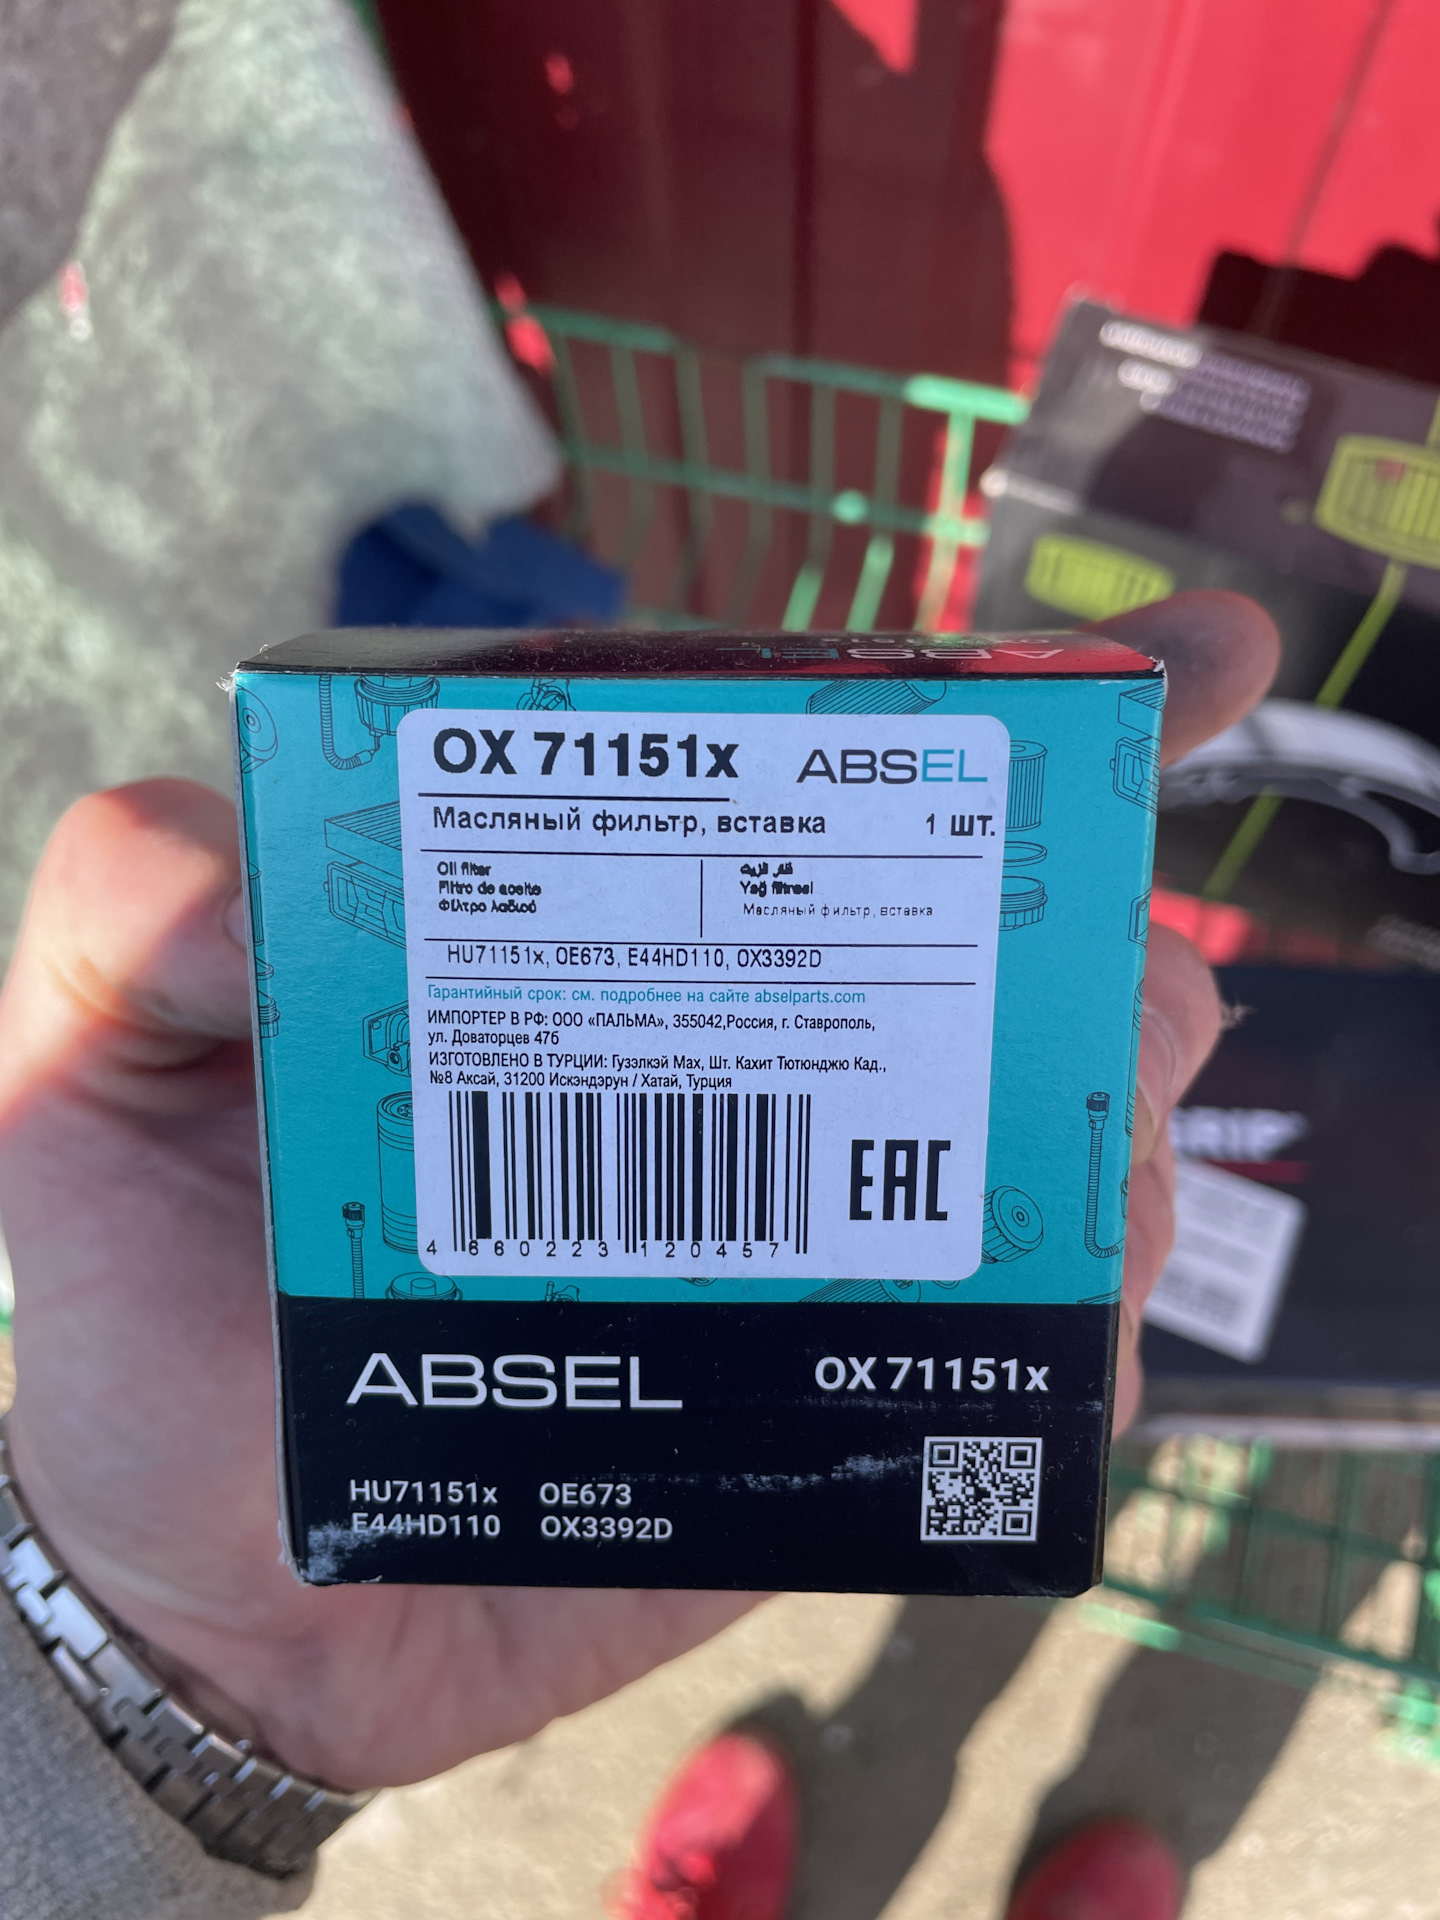 OX 71151x
ABSEL
Масляный фильтр, вставка
1 шт.
Oil filter
Filtro de aceite
Φίλτρο λαδιού
فلتر الزيت
Yağ filtresi
Масляный фильтр, вставка
HU71151x, OE673, E44HD110, OX3392D
Гарантийный срок: см. подробнее на сайте abselparts.com
ИМПОРТЕР В РФ: ООО «ПАЛЬМА», 355042,Россия, г. Ставрополь,
ул. Доваторцев 47б
ИЗГОТОВЛЕНО В ТУРЦИИ: Гузэлкэй Мах, Шт. Кахит Тютюнджю Кад.,
№8 Аксай, 31200 Искэндэрун / Хатай, Турция
4 660223 120457
EAC
ABSEL
OX 71151x
HU71151x OE673
E44HD110 OX3392D